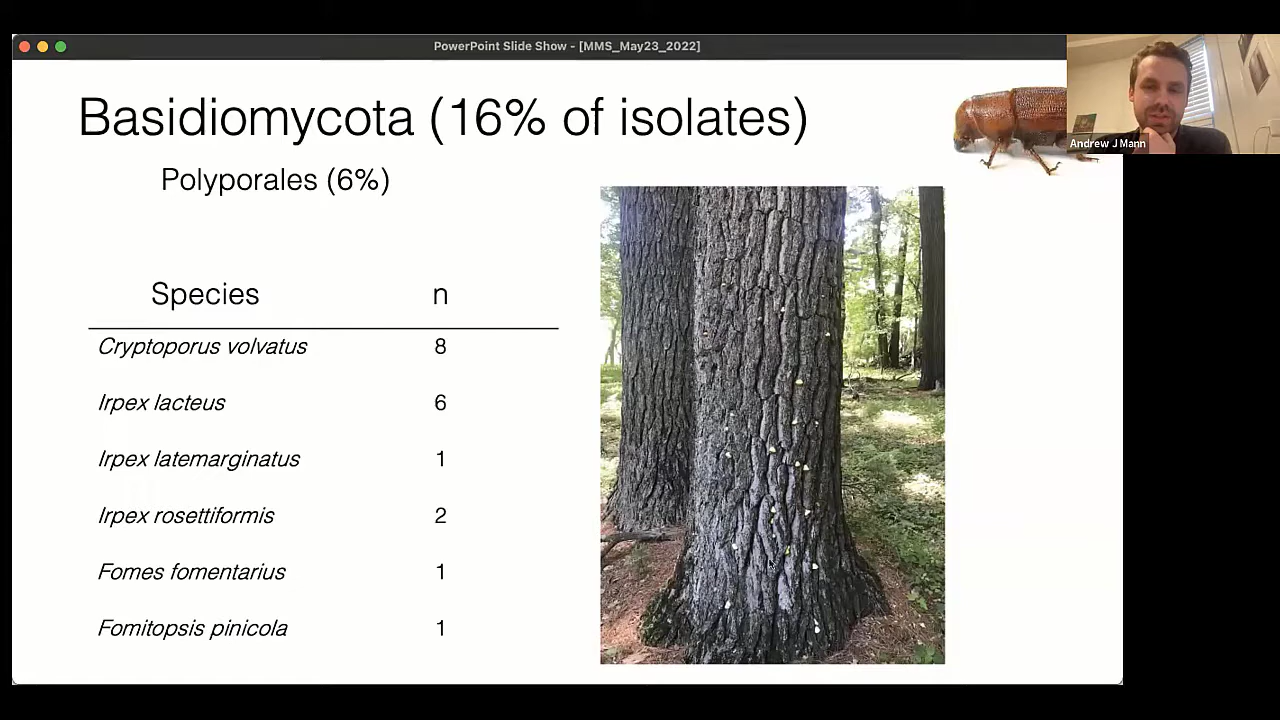 PowerPoint Slide Show - [MMS_May23_2022]
Basidiomycota (16% of isolates)
Andrew J Mann
Polyporales (6%)
Species n
Cryptoporus volvatus 8
Irpex lacteus 6
Irpex latemarginatus 1
Irpex rosettiformis 2
Fomes fomentarius 1
Fomitopsis pinicola 1